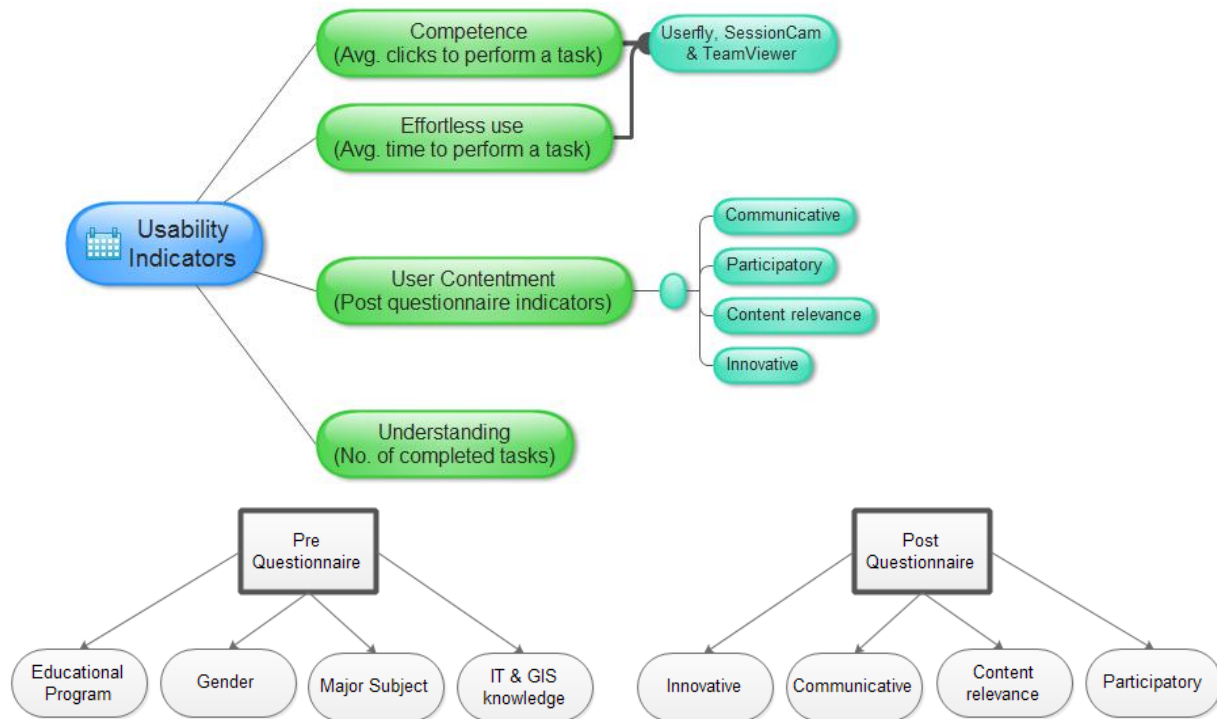 Competence
(Avg. clicks to perform a task)
Userfly, SessionCam
& TeamViewer
Effortless use
(Avg. time to perform a task)
Usability
Indicators
User Contentment
(Post questionnaire indicators)
Communicative
Participatory
Content relevance
Innovative
Understanding
(No. of completed tasks)
Pre
Questionnaire
Educational
Program
Gender
Major Subject
IT & GIS
knowledge
Post
Questionnaire
Innovative
Communicative
Content
relevance
Participatory